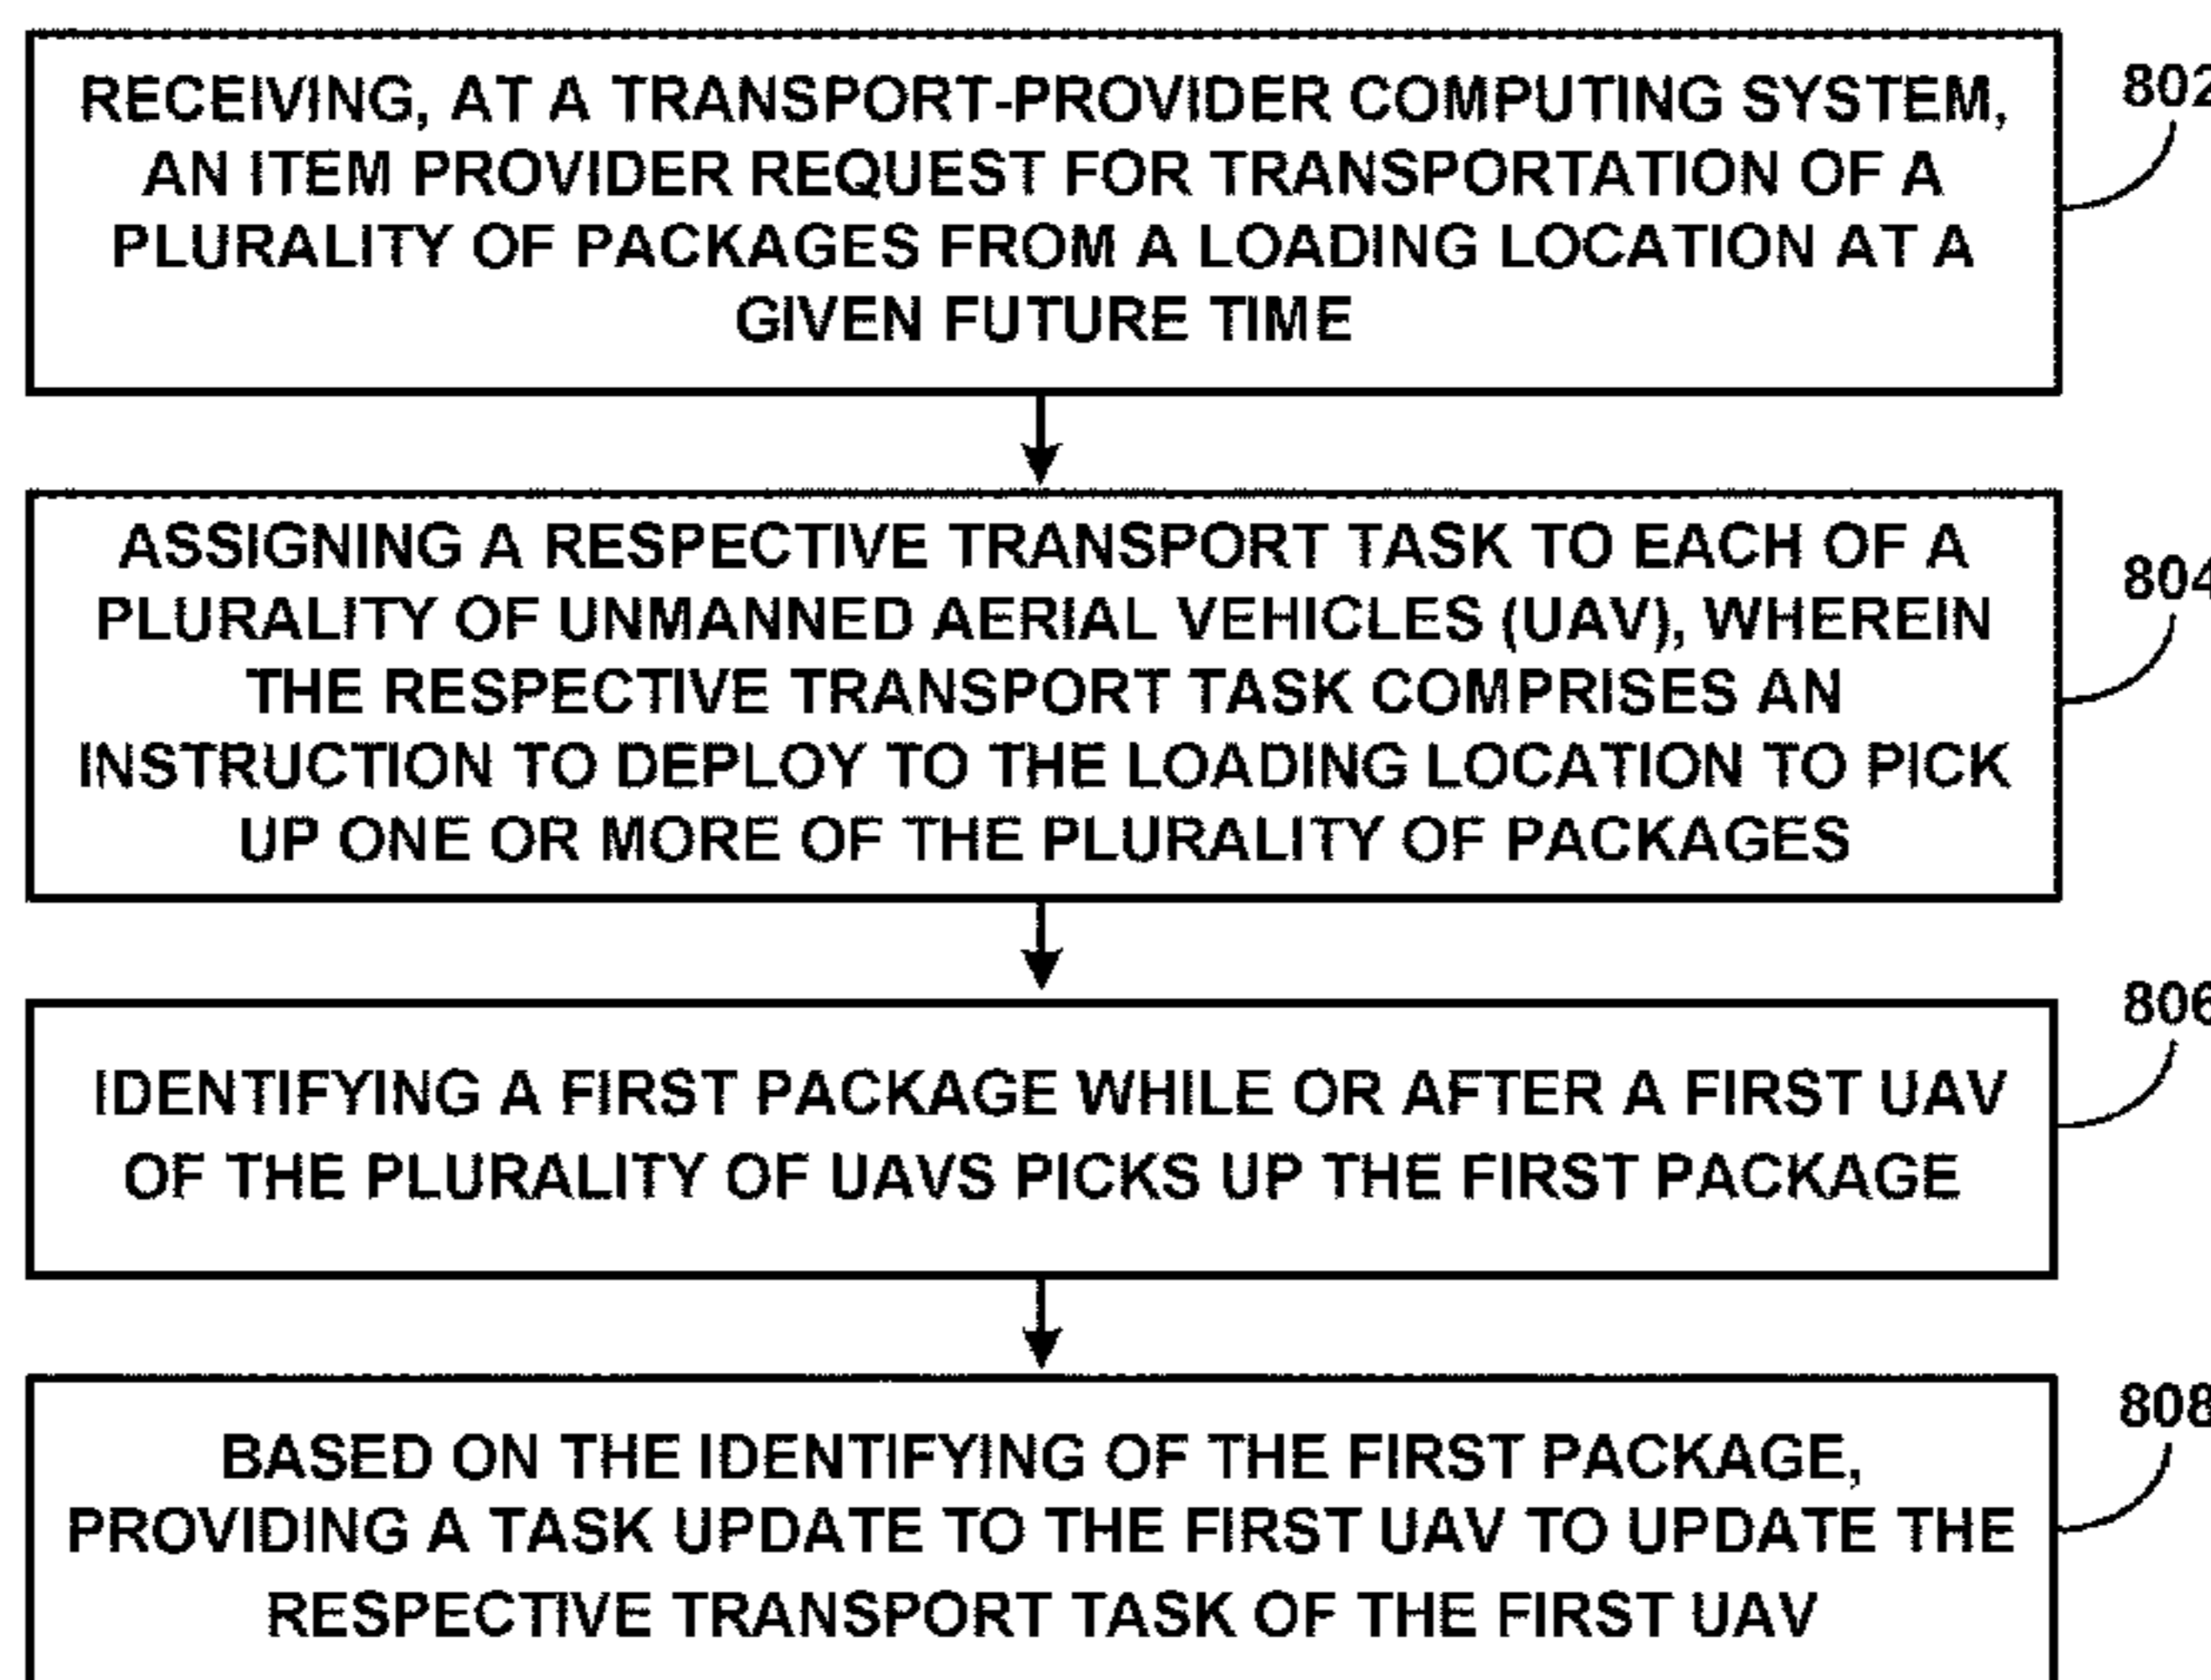 RECEIVING, AT A TRANSPORT-PROVIDER COMPUTING SYSTEM,
AN ITEM PROVIDER REQUEST FOR TRANSPORTATION OF A
PLURALITY OF PACKAGES FROM A LOADING LOCATION AT A
GIVEN FUTURE TIME
802
ASSIGNING A RESPECTIVE TRANSPORT TASK TO EACH OF A
PLURALITY OF UNMANNED AERIAL VEHICLES (UAV), WHEREIN
THE RESPECTIVE TRANSPORT TASK COMPRISES AN
INSTRUCTION TO DEPLOY TO THE LOADING LOCATION TO PICK
UP ONE OR MORE OF THE PLURALITY OF PACKAGES
804
IDENTIFYING A FIRST PACKAGE WHILE OR AFTER A FIRST UAV
OF THE PLURALITY OF UAVS PICKS UP THE FIRST PACKAGE
806
BASED ON THE IDENTIFYING OF THE FIRST PACKAGE,
PROVIDING A TASK UPDATE TO THE FIRST UAV TO UPDATE THE
RESPECTIVE TRANSPORT TASK OF THE FIRST UAV
808